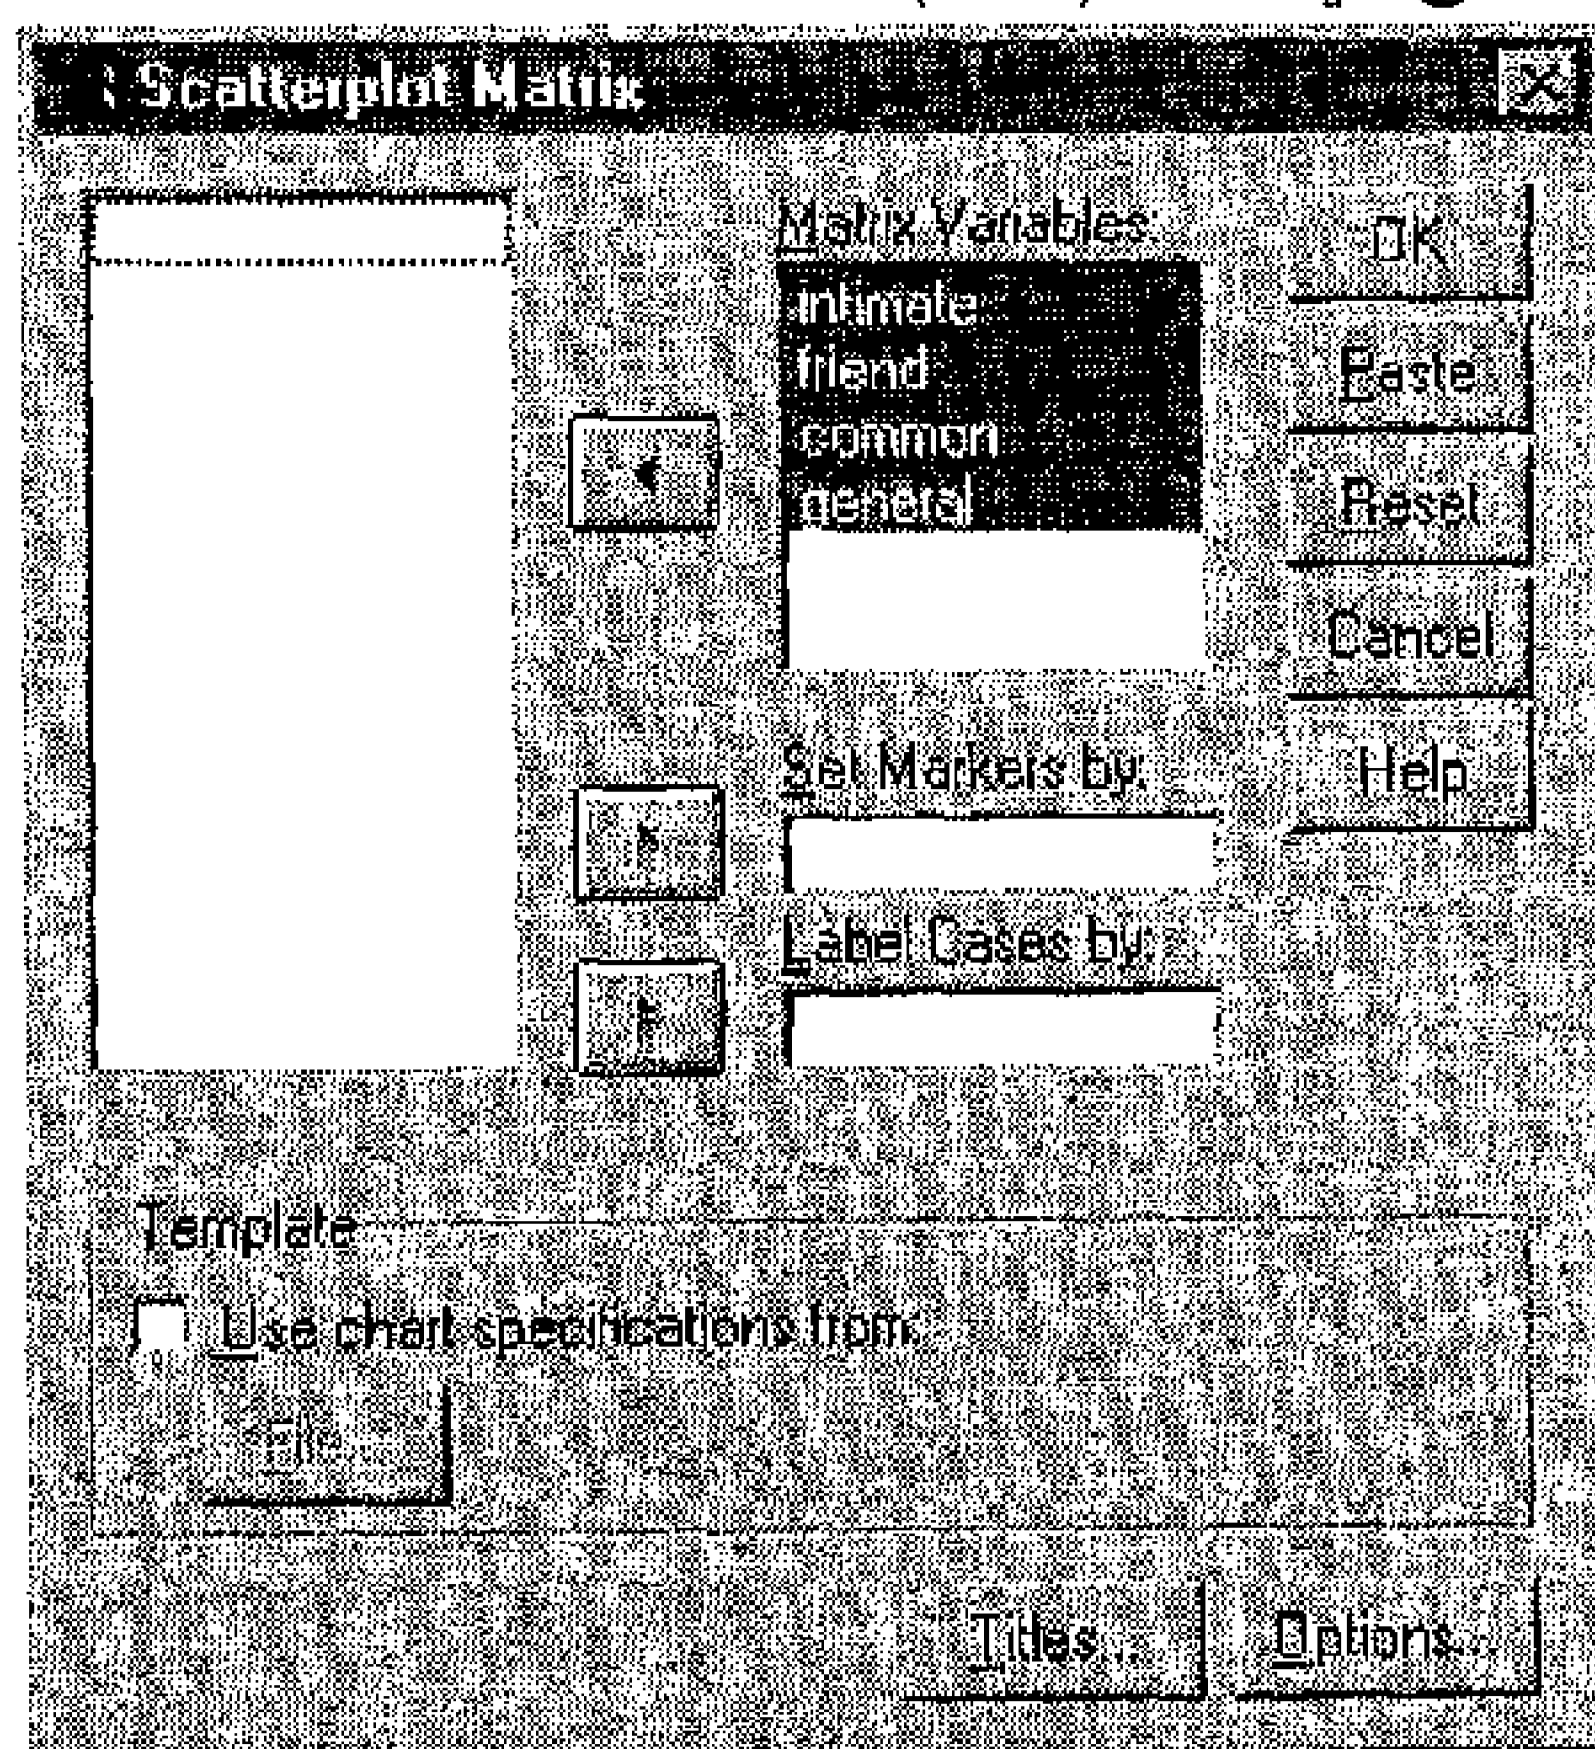 Scatterplot Matrix
Matrix Variables:
intimate
friend
common
general
OK
Paste
Reset
Cancel
Help
Set Markers by:
Label Cases by:
Template
Use chart specifications from:
File...
Titles...
Options...